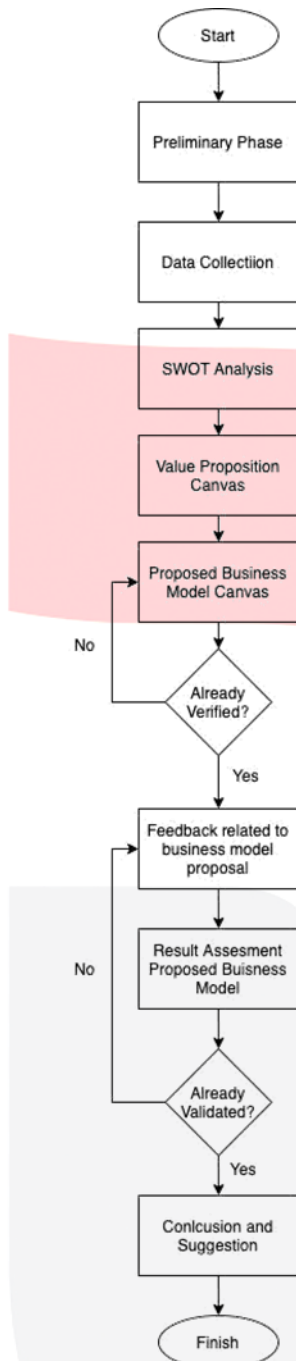 Start
Preliminary Phase
Data Collectiion
SWOT Analysis
Value Proposition
Canvas
Proposed Business
Model Canvas
No
Already
Verified?
Yes
Feedback related to
business model
proposal
No
Result Assesment
Proposed Buisness
Model
Already
Validated?
Yes
Conlcusion and
Suggestion
Finish